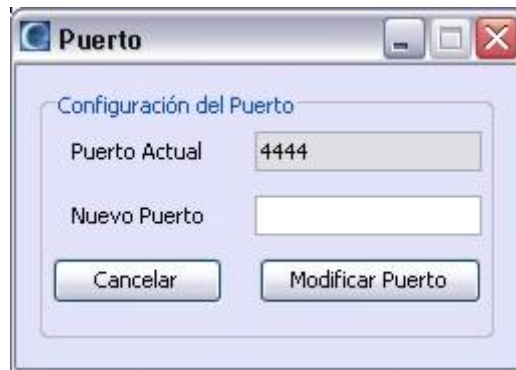 Puerto
Configuración del Puerto
Puerto Actual 4444
Nuevo Puerto
Cancelar Modificar Puerto